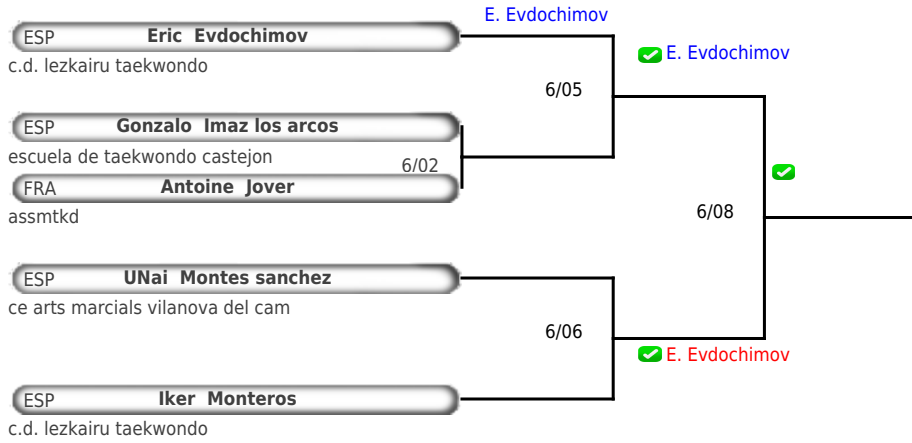 E. Evdochimov
ESP Eric Evdochimov
c.d. lezkairu taekwondo
E. Evdochimov
6/05
ESP Gonzalo Imaz los arcos
escuela de taekwondo castejon
6/02
FRA Antoine Jover
assmtkd
6/08
ESP UNai Montes sanchez
ce arts marcials vilanova del cam
6/06
E. Evdochimov
ESP Iker Monteros
c.d. lezkairu taekwondo